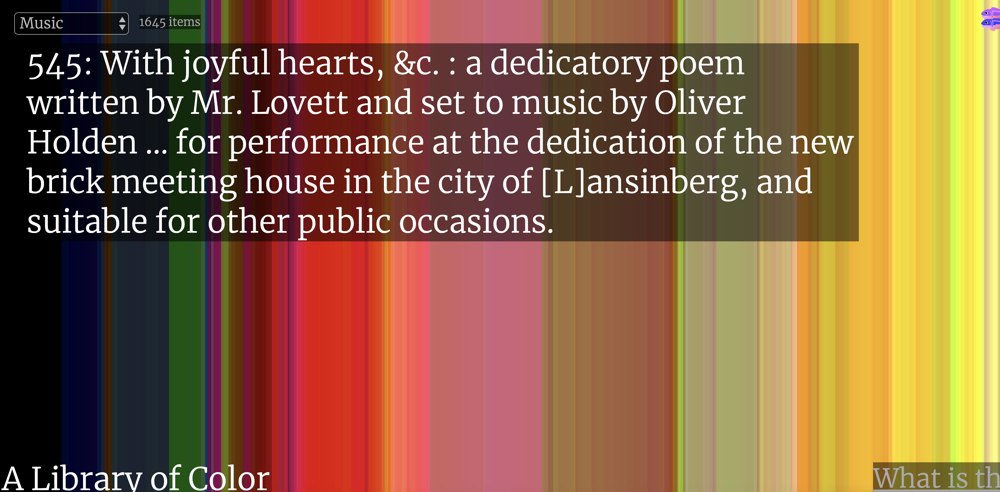 Music
1645 items
545: With joyful hearts, &c. : a dedicatory poem
written by Mr. Lovett and set to music by Oliver
Holden ... for performance at the dedication of the new
brick meeting house in the city of [L]ansinberg, and
suitable for other public occasions.
A Library of Color
What is th